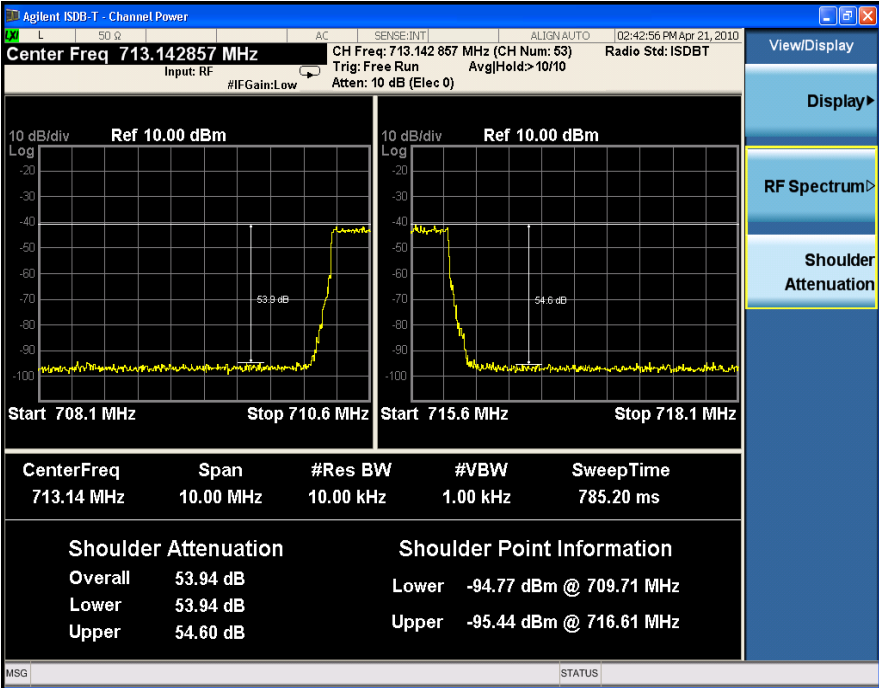 Agilent ISDB-T - Channel Power
LXI L 50 Ω AC SENSE:INT ALIGN AUTO 02:42:56 PM Apr 21, 2010
Center Freq 713.142857 MHz
Input: RF
#IFGain:Low
CH Freq: 713.142 857 MHz (CH Num: 53)
Trig: Free Run Avg|Hold:> 10/10
Atten: 10 dB (Elec 0)
Radio Std: ISDBT
View/Display
Display
RF Spectrum
Shoulder
Attenuation
10 dB/div Ref 10.00 dBm
Log
-20
-30
-40
-50
-60
-70
-80
-90
-100
53.9 dB
Start 708.1 MHz Stop 710.6 MHz
10 dB/div Ref 10.00 dBm
Log
-20
-30
-40
-50
-60
-70
-80
-90
-100
54.6 dB
Start 715.6 MHz Stop 718.1 MHz
CenterFreq Span #Res BW #VBW SweepTime
713.14 MHz 10.00 MHz 10.00 kHz 1.00 kHz 785.20 ms
Shoulder Attenuation
Overall 53.94 dB
Lower 53.94 dB
Upper 54.60 dB
Shoulder Point Information
Lower -94.77 dBm @ 709.71 MHz
Upper -95.44 dBm @ 716.61 MHz
MSG STATUS